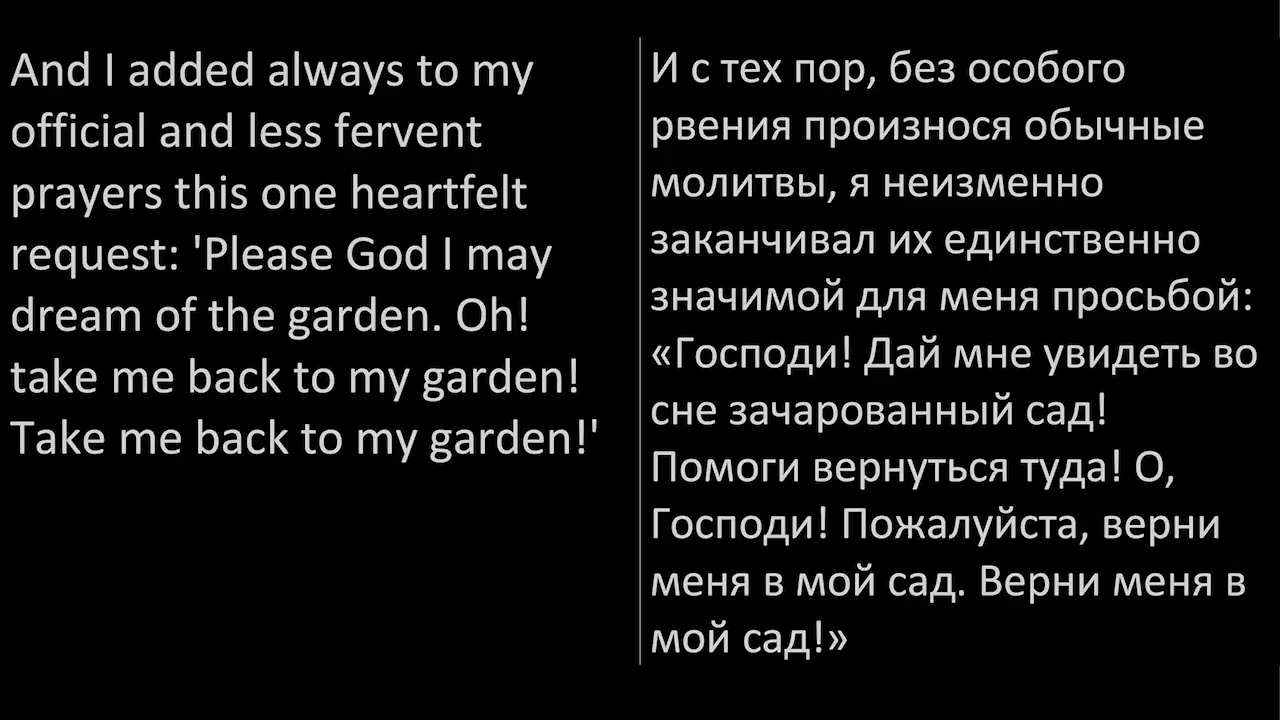 And I added always to my
official and less fervent
prayers this one heartfelt
request: 'Please God I may
dream of the garden. Oh!
take me back to my garden!
Take me back to my garden!'
И с тех пор, без особого
рвения произнося обычные
молитвы, я неизменно
заканчивал их единственно
значимой для меня просьбой:
«Господи! Дай мне увидеть во
сне зачарованный сад!
Помоги вернуться туда! О,
Господи! Пожалуйста, верни
меня в мой сад. Верни меня в
мой сад!»